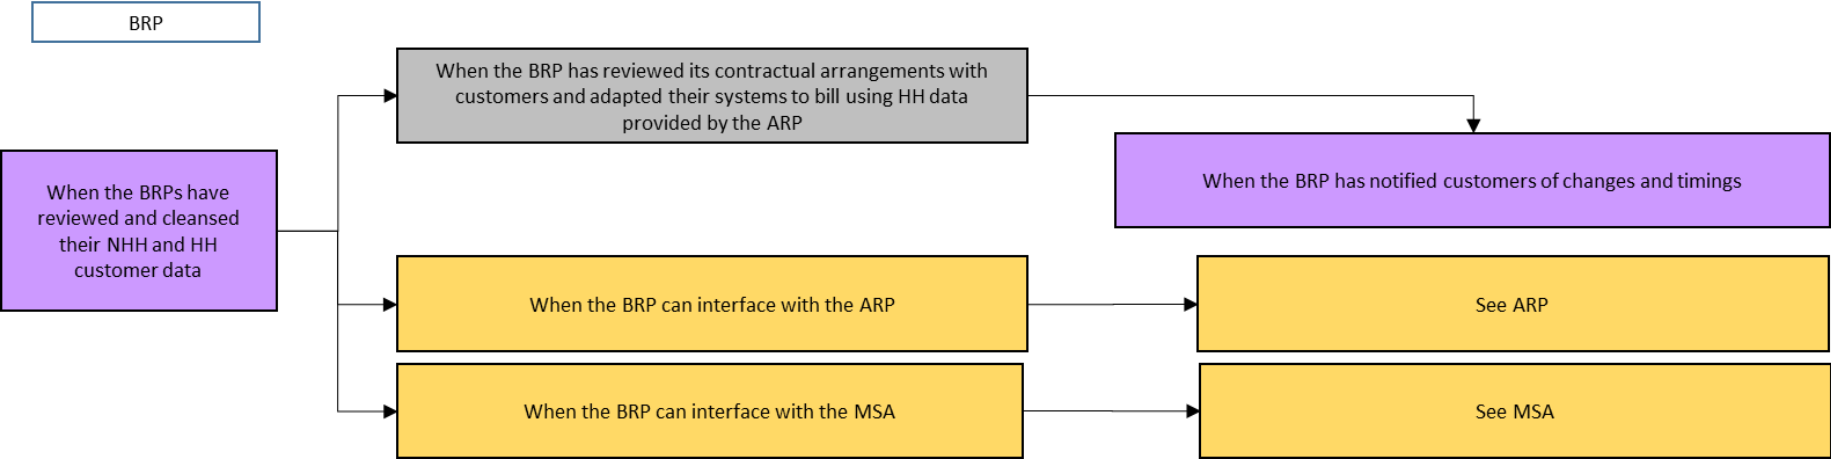 BRP
When the BRP has reviewed its contractual arrangements with
customers and adapted their systems to bill using HH data
provided by the ARP
When the BRP has notified customers of changes and timings
When the BRPs have
reviewed and cleansed
their NHH and HH
customer data
When the BRP can interface with the ARP
See ARP
When the BRP can interface with the MSA
See MSA